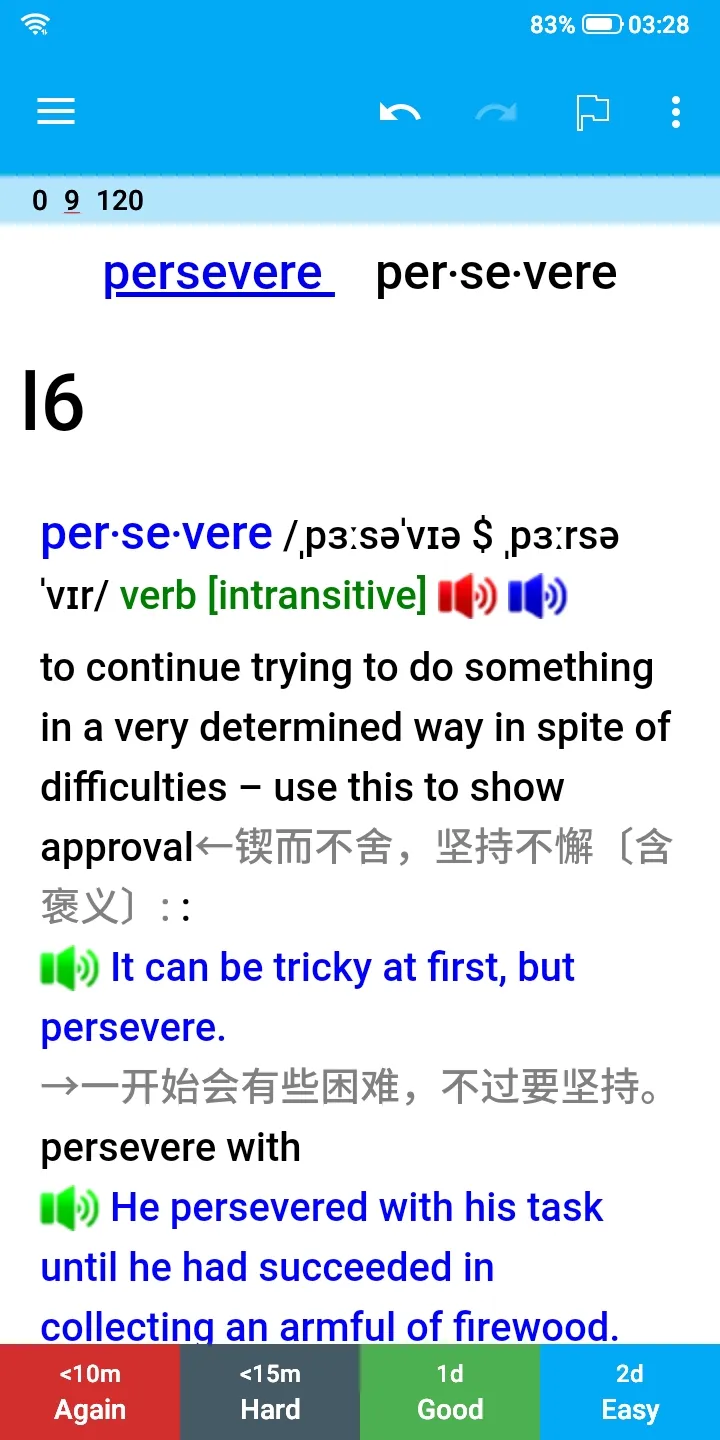 83% 03:28
0 9 120
persevere per·se·vere
l6
per·se·vere /ˌpɜːsəˈvɪə $ ˌpɜːrsə
ˈvɪr/ verb [intransitive]
to continue trying to do something
in a very determined way in spite of
difficulties – use this to show
approval←锲而不舍，坚持不懈〔含
褒义〕: :
It can be tricky at first, but
persevere.
→一开始会有些困难，不过要坚持。
persevere with
He persevered with his task
until he had succeeded in
collecting an armful of firewood.
<10m <15m 1d 2d
Again Hard Good Easy